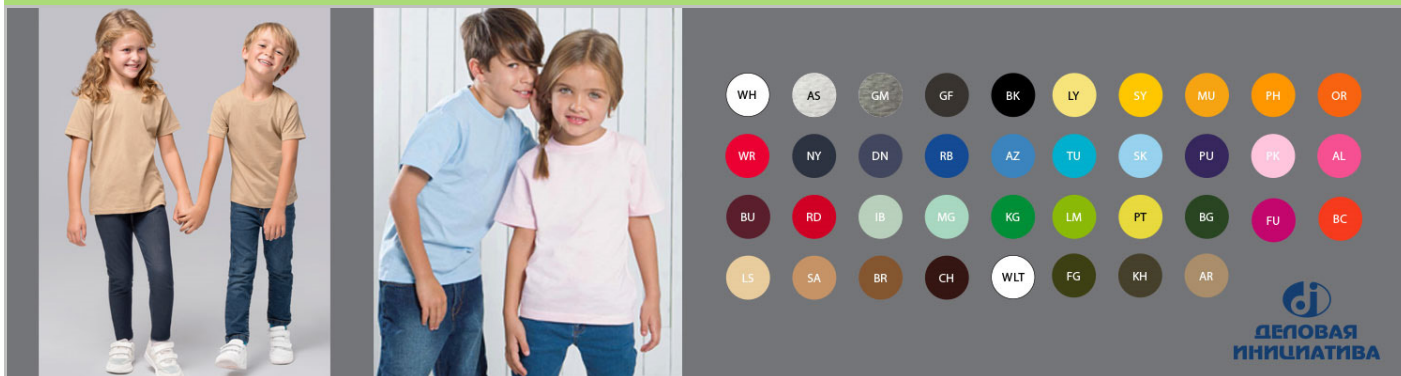 WH AS GM GF BK LY SY MU PH OR
WR NY DN RB AZ TU SK PU PK AL
BU RD IB MG KG LM PT BG FU BC
LS SA BR CH WLT FG KH AR
ДЕЛОВАЯ
ИНИЦИАТИВА